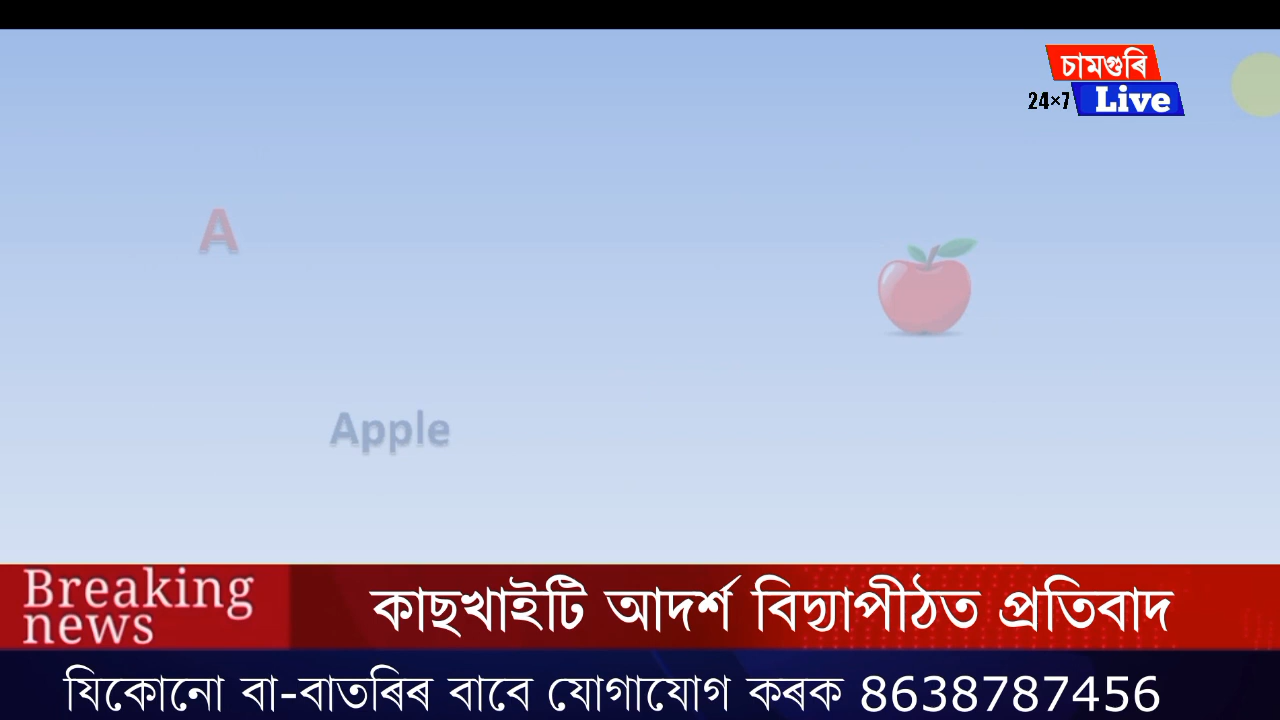 চামগুৰি
24×7 Live
A
Apple
Breaking
news
কাছখাইটি আদৰ্শ বিদ্যাপীঠত প্ৰতিবাদ
যিকোনো বা-বাতৰিৰ বাবে যোগাযোগ কৰক 8638787456